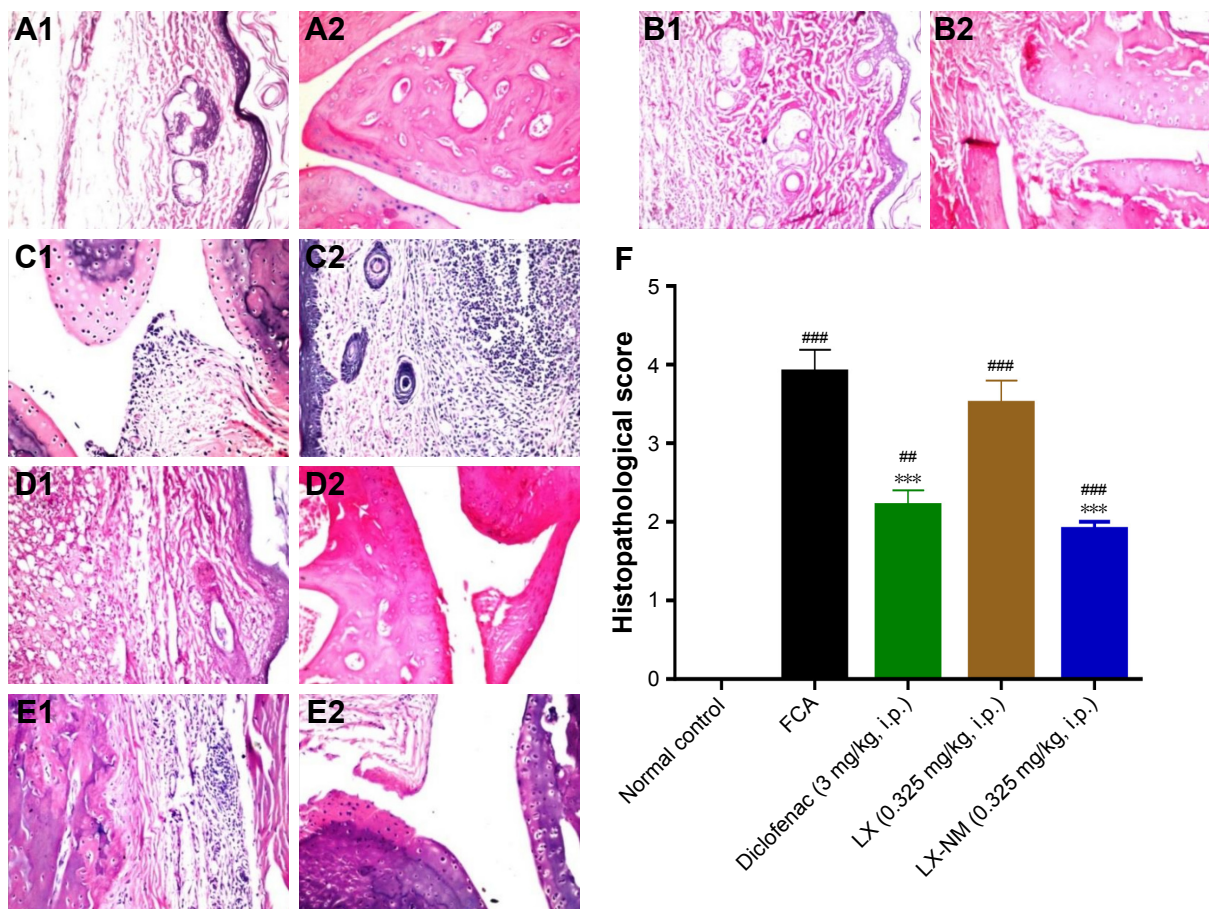 A1
A2
B1
B2
C1
C2
D1
D2
E1
E2
F
Histopathological score
5
4
3
2
1
0
###
##
***
###
###
***
Normal control
FCA
Diclofenac (3 mg/kg, i.p.)
LX (0.325 mg/kg, i.p.)
LX-NM (0.325 mg/kg, i.p.)